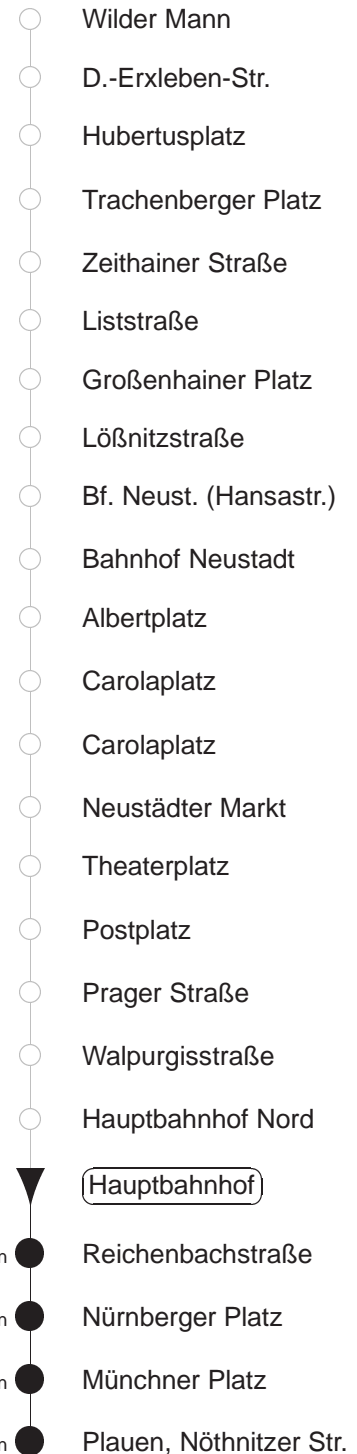 Wilder Mann
D.-Erxleben-Str.
Hubertusplatz
Trachenberger Platz
Zeithainer Straße
Liststraße
Großenhainer Platz
Lößnitzstraße
Bf. Neust. (Hansastr.)
Bahnhof Neustadt
Albertplatz
Carolaplatz
Carolaplatz
Neustädter Markt
Theaterplatz
Postplatz
Prager Straße
Walpurgisstraße
Hauptbahnhof Nord
Hauptbahnhof
Reichenbachstraße
Nürnberger Platz
Münchner Platz
Plauen, Nöthnitzer Str.